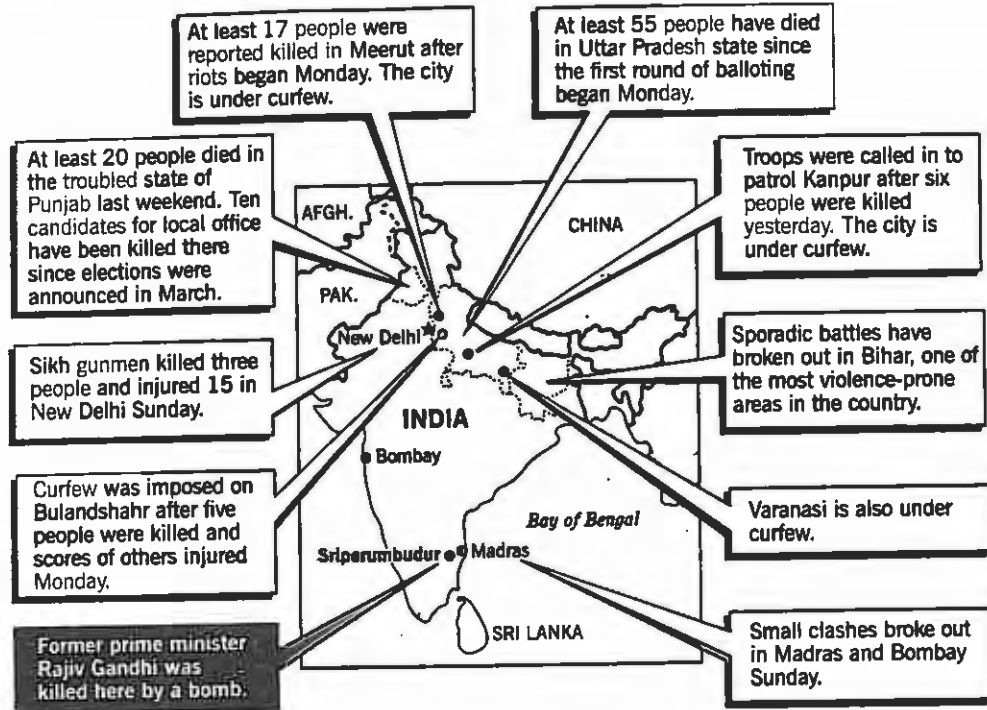 At least 17 people were
reported killed in Meerut after
riots began Monday. The city
is under curfew.
At least 55 people have died
in Uttar Pradesh state since
the first round of balloting
began Monday.
At least 20 people died in
the troubled state of
Punjab last weekend. Ten
candidates for local office
have been killed there
since elections were
announced in March.
Troops were called in to
patrol Kanpur after six
people were killed
yesterday. The city is
under curfew.
AFGH.
CHINA
PAK.
New Delhi
Sikh gunmen killed three
people and injured 15 in
New Delhi Sunday.
Sporadic battles have
broken out in Bihar, one of
the most violence-prone
areas in the country.
INDIA
Bombay
Curfew was imposed on
Bulandshahr after five
people were killed and
scores of others injured
Monday.
Bay of Bengal
Varanasi is also under
curfew.
Sriperumbudur
Madras
SRI LANKA
Former prime minister
Rajiv Gandhi was
killed here by a bomb.
Small clashes broke out
in Madras and Bombay
Sunday.